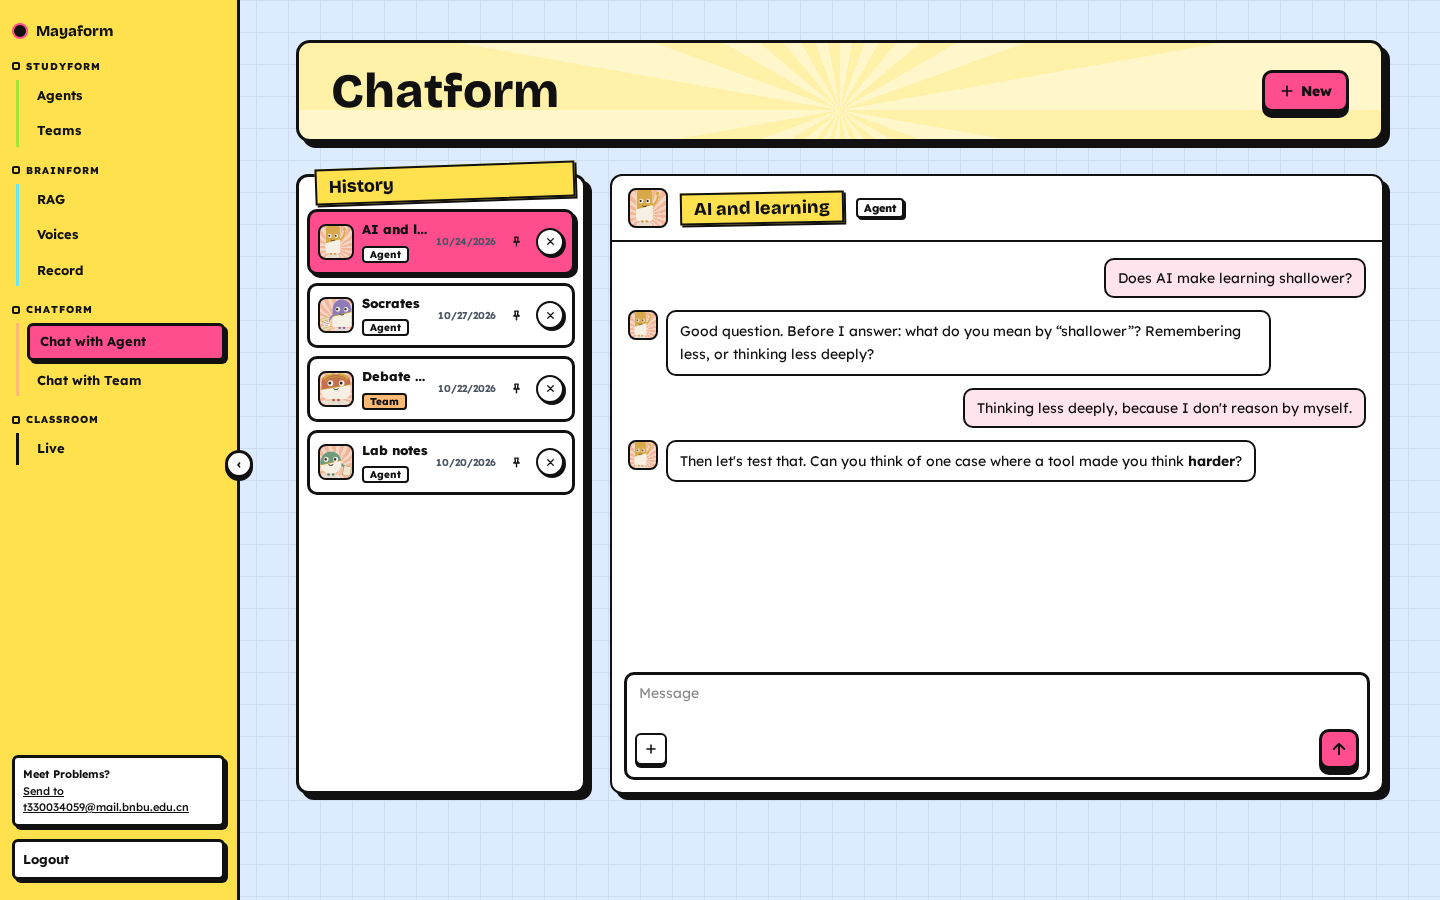 Mayaform
STUDYFORM
Agents
Teams
BRAINFORM
RAG
Voices
Record
CHATFORM
Chat with Agent
Chat with Team
CLASSROOM
Live
Meet Problems?
Send to
t330034059@mail.bnbu.edu.cn
Logout
Chatform
+ New
History
AI and l...
Agent
10/24/2026
Socrates
Agent
10/27/2026
Debate ...
Team
10/22/2026
Lab notes
Agent
10/20/2026
AI and learning
Agent
Does AI make learning shallower?
Good question. Before I answer: what do you mean by “shallower”? Remembering
less, or thinking less deeply?
Thinking less deeply, because I don't reason by myself.
Then let's test that. Can you think of one case where a tool made you think harder?
Message